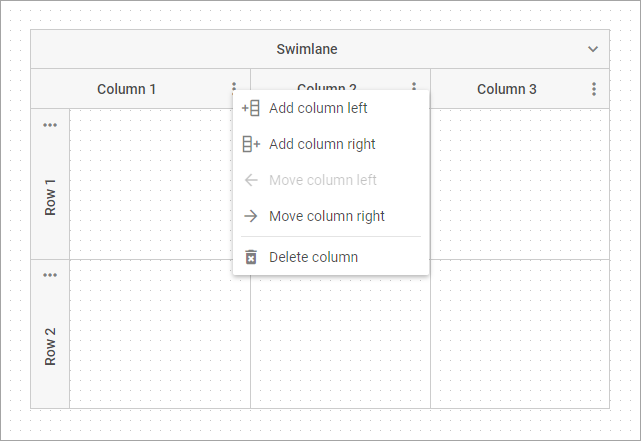 Swimlane
Column 1
Column 2
Column 3
Add column left
Add column right
Move column left
Move column right
Delete column
Row 1
Row 2